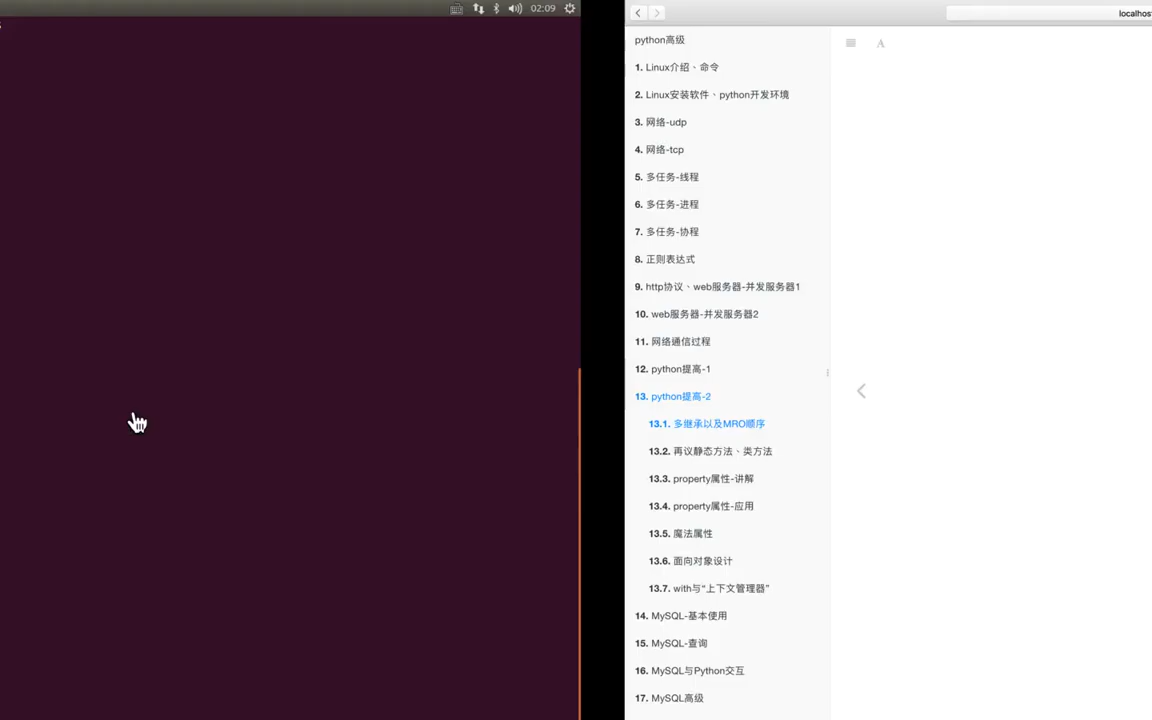 02:09
localhos
python高级
1. Linux介绍、命令
2. Linux安装软件、python开发环境
3. 网络-udp
4. 网络-tcp
5. 多任务-线程
6. 多任务-进程
7. 多任务-协程
8. 正则表达式
9. http协议、web服务器-并发服务器1
10. web服务器-并发服务器2
11. 网络通信过程
12. python提高-1
13. python提高-2
13.1. 多继承以及MRO顺序
13.2. 再议静态方法、类方法
13.3. property属性-讲解
13.4. property属性-应用
13.5. 魔法属性
13.6. 面向对象设计
13.7. with与“上下文管理器”
14. MySQL-基本使用
15. MySQL-查询
16. MySQL与Python交互
17. MySQL高级
A